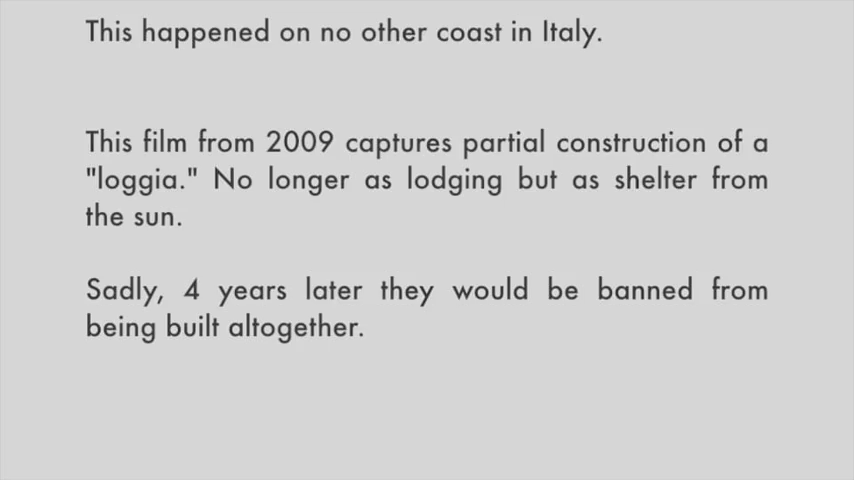 This happened on no other coast in Italy.
This film from 2009 captures partial construction of a
"loggia." No longer as lodging but as shelter from
the sun.
Sadly, 4 years later they would be banned from
being built altogether.